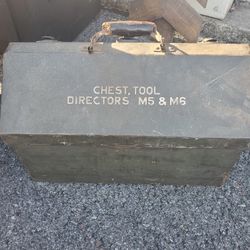 CHEST, TOOL
DIRECTORS M5 & M6